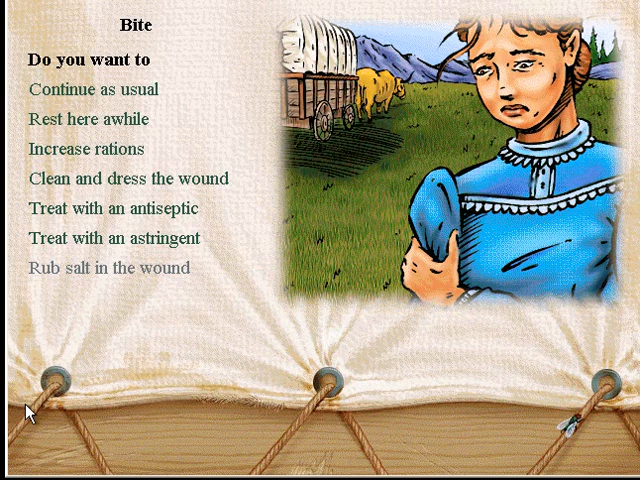 Bite
Do you want to
Continue as usual
Rest here awhile
Increase rations
Clean and dress the wound
Treat with an antiseptic
Treat with an astringent
Rub salt in the wound